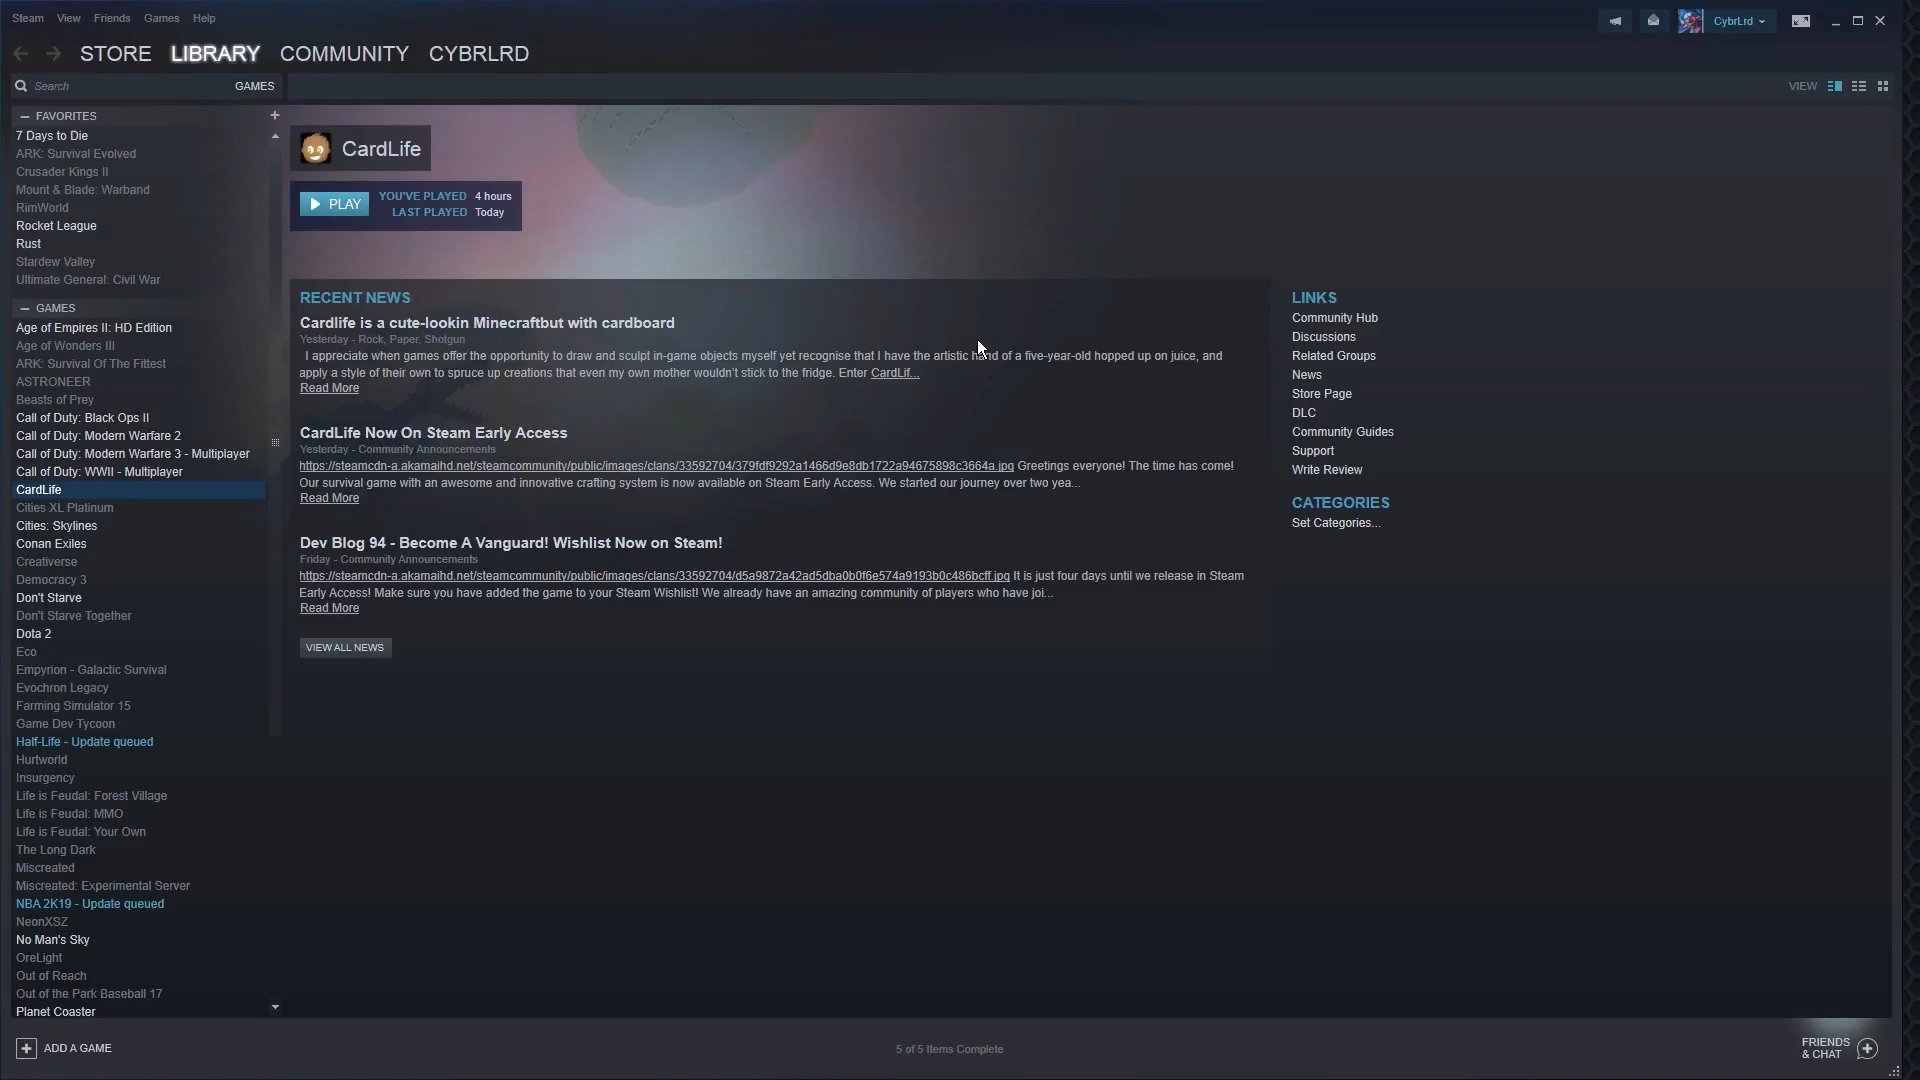 Steam View Friends Games Help
CybrLrd
STORE LIBRARY COMMUNITY CYBRLRD
Search GAMES
VIEW
— FAVORITES +
7 Days to Die
ARK: Survival Evolved
Crusader Kings II
Mount & Blade: Warband
RimWorld
Rocket League
Rust
Stardew Valley
Ultimate General: Civil War
— GAMES
Age of Empires II: HD Edition
Age of Wonders III
ARK: Survival Of The Fittest
ASTRONEER
Beasts of Prey
Call of Duty: Black Ops II
Call of Duty: Modern Warfare 2
Call of Duty: Modern Warfare 3 - Multiplayer
Call of Duty: WWII - Multiplayer
CardLife
Cities XL Platinum
Cities: Skylines
Conan Exiles
Creativerse
Democracy 3
Don't Starve
Don't Starve Together
Dota 2
Eco
Empyrion - Galactic Survival
Evochron Legacy
Farming Simulator 15
Game Dev Tycoon
Half-Life - Update queued
Hurtworld
Insurgency
Life is Feudal: Forest Village
Life is Feudal: MMO
Life is Feudal: Your Own
The Long Dark
Miscreated
Miscreated: Experimental Server
NBA 2K19 - Update queued
NeonXSZ
No Man's Sky
OreLight
Out of Reach
Out of the Park Baseball 17
Planet Coaster
CardLife
PLAY
YOU'VE PLAYED 4 hours
LAST PLAYED Today
RECENT NEWS
Cardlife is a cute-lookin Minecraftbut with cardboard
Yesterday - Rock, Paper, Shotgun
I appreciate when games offer the opportunity to draw and sculpt in-game objects myself yet recognise that I have the artistic hand of a five-year-old hopped up on juice, and
apply a style of their own to spruce up creations that even my own mother wouldn't stick to the fridge. Enter CardLif...
Read More
CardLife Now On Steam Early Access
Yesterday - Community Announcements
https://steamcdn-a.akamaihd.net/steamcommunity/public/images/clans/33592704/379fdf9292a1466d9e8db1722a94675898c3664a.jpg Greetings everyone! The time has come!
Our survival game with an awesome and innovative crafting system is now available on Steam Early Access. We started our journey over two yea...
Read More
Dev Blog 94 - Become A Vanguard! Wishlist Now on Steam!
Friday - Community Announcements
https://steamcdn-a.akamaihd.net/steamcommunity/public/images/clans/33592704/d5a9872a42ad5dba0b0f6e574a9193b0c486bcff.jpg It is just four days until we release in Steam
Early Access! Make sure you have added the game to your Steam Wishlist! We already have an amazing community of players who have joi...
Read More
VIEW ALL NEWS
LINKS
Community Hub
Discussions
Related Groups
News
Store Page
DLC
Community Guides
Support
Write Review
CATEGORIES
Set Categories...
+ ADD A GAME
5 of 5 Items Complete
FRIENDS
& CHAT